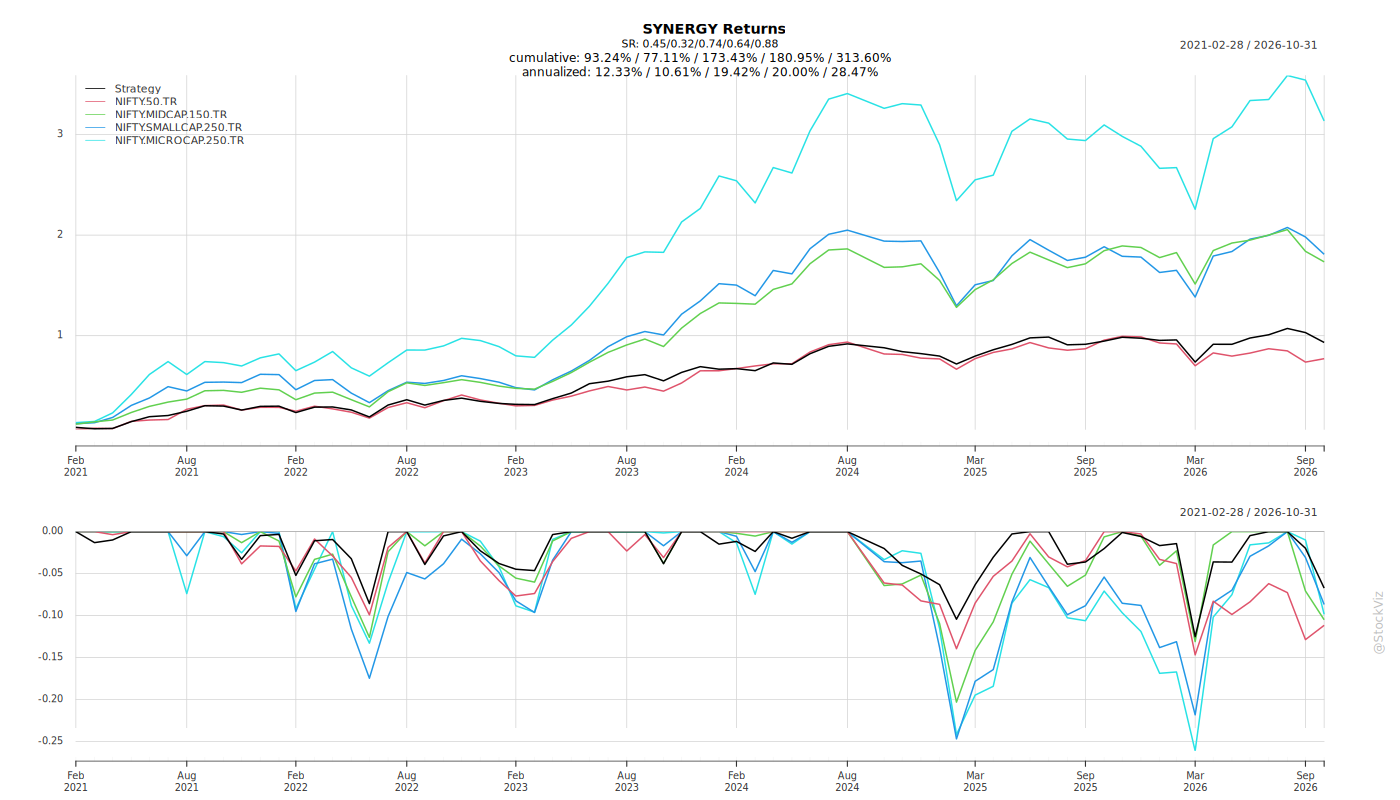 SYNERGY Returns
SR: 0.45/0.32/0.74/0.64/0.88
cumulative: 93.24% / 77.11% / 173.43% / 180.95% / 313.60%
annualized: 12.33% / 10.61% / 19.42% / 20.00% / 28.47%
2021-02-28 / 2026-10-31
Strategy
NIFTY.50.TR
NIFTY.MIDCAP.150.TR
NIFTY.SMALLCAP.250.TR
NIFTY.MICROCAP.250.TR
3
2
1
Feb Aug Feb Aug Feb Aug Feb Aug Mar Sep Mar Sep
2021 2021 2022 2022 2023 2023 2024 2024 2025 2025 2026 2026
2021-02-28 / 2026-10-31
0.00
-0.05
-0.10
-0.15
-0.20
-0.25
Feb Aug Feb Aug Feb Aug Feb Aug Mar Sep Mar Sep
2021 2021 2022 2022 2023 2023 2024 2024 2025 2025 2026 2026
@StockViz